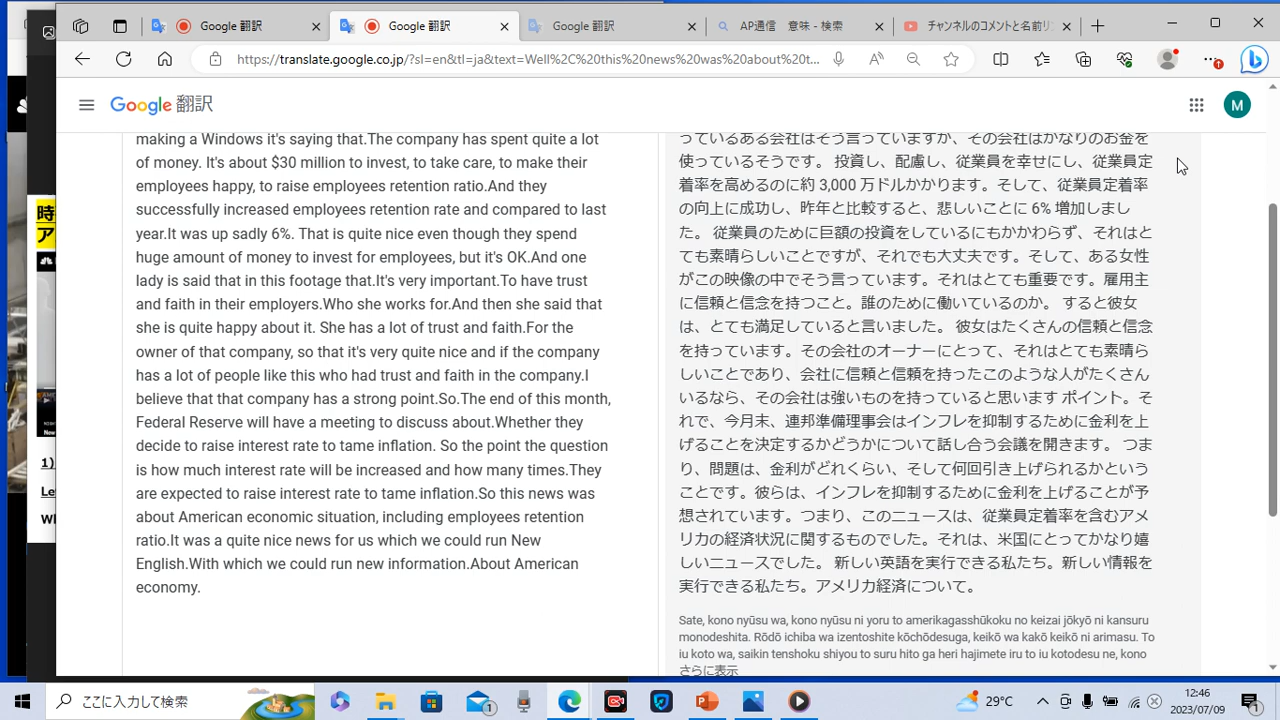 Google 翻訳
Google 翻訳
Google 翻訳
AP通信 意味 - 検索
チャンネルのコメントと名前リ
https://translate.google.co.jp/?sl=en&tl=ja&text=Well%2C%20this%20news%20was%20about%20t...
Google 翻訳
M
making a Windows it's saying that.The company has spent quite a lot
of money. It's about $30 million to invest, to take care, to make their
employees happy, to raise employees retention ratio.And they
successfully increased employees retention rate and compared to last
year.It was up sadly 6%. That is quite nice even though they spend
huge amount of money to invest for employees, but it's OK.And one
lady is said that in this footage that.It's very important.To have trust
and faith in their employers.Who she works for.And then she said that
she is quite happy about it. She has a lot of trust and faith.For the
owner of that company, so that it's very quite nice and if the company
has a lot of people like this who had trust and faith in the company.I
believe that that company has a strong point.So.The end of this month,
Federal Reserve will have a meeting to discuss about.Whether they
decide to raise interest rate to tame inflation. So the point the question
is how much interest rate will be increased and how many times.They
are expected to raise interest rate to tame inflation.So this news was
about American economic situation, including employees retention
ratio.It was a quite nice news for us which we could run New
English.With which we could run new information.About American
economy.
っているある会社はそう言っていますが、その会社はかなりのお金を
使っているそうです。 投資し、配慮し、従業員を幸せにし、従業員定
着率を高めるのに約 3,000 万ドルかかります。そして、従業員定着率
の向上に成功し、昨年と比較すると、悲しいことに 6% 増加しまし
た。 従業員のために巨額の投資をしているにもかかわらず、それはと
ても素晴らしいことですが、それでも大丈夫です。そして、ある女性
がこの映像の中でそう言っています。それはとても重要です。雇用主
に信頼と信念を持つこと。誰のために働いているのか。 すると彼女
は、とても満足していると言いました。 彼女はたくさんの信頼と信念
を持っています。その会社のオーナーにとって、それはとても素晴ら
しいことであり、会社に信頼と信頼を持ったこのような人がたくさん
いるなら、その会社は強いものを持っていると思います ポイント。そ
れで、今月末、連邦準備理事会はインフレを抑制するために金利を上
げることを決定するかどうかについて話し合う会議を開きます。 つま
り、問題は、金利がどれくらい、そして何回引き上げられるかという
ことです。彼らは、インフレを抑制するために金利を上げることが予
想されています。つまり、このニュースは、従業員定着率を含むアメ
リカの経済状況に関するものでした。それは、米国にとってかなり嬉
しいニュースでした。 新しい英語を実行できる私たち。新しい情報を
実行できる私たち。アメリカ経済について。
Sate, kono nyūsu wa, kono nyūsu ni yoru to amerikagasshūkoku no keizai jōkyō ni kansuru
monodeshita. Rōdō ichiba wa izentoshite kōchōdesuga, keikō wa kakō keikō ni arimasu. To
iu koto wa, saikin tenshoku shiyou to suru hito ga heri hajimete iru to iu kotodesu ne, kono
さらに表示
時
ア
1)
Le
Wl
ここに入力して検索
29°C
12:46
2023/07/09
1
1